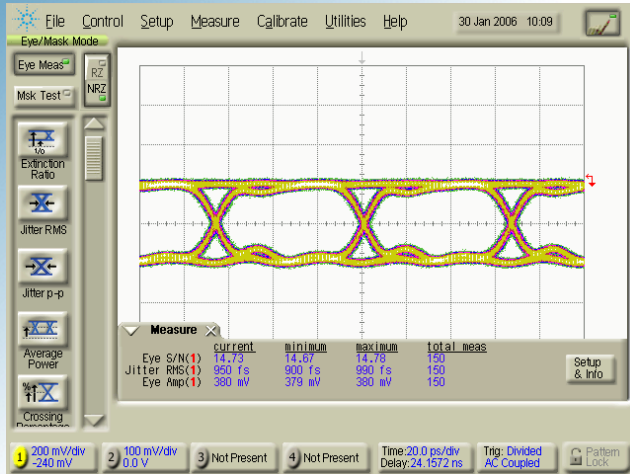 File Control Setup Measure Calibrate Utilities Help 30 Jan 2006 10:09
Eye/Mask Mode
Eye Meas
RZ
NRZ
Msk Test
1/0
Extinction
Ratio
Jitter RMS
Jitter p-p
Average
Power
%
Crossing
Percentage
Measure
current minimum maximum total meas
Eye S/N(1) 14.73 14.67 14.78 150
Jitter RMS(1) 950 fs 900 fs 990 fs 150
Eye Amp(1) 380 mV 379 mV 380 mV 150
Setup
& Info
1 200 mV/div
-240 mV
2 100 mV/div
0.0 V
3 Not Present
4 Not Present
Time:20.0 ps/div
Delay:24.1572 ns
Trig: Divided
AC Coupled
Pattern
Lock